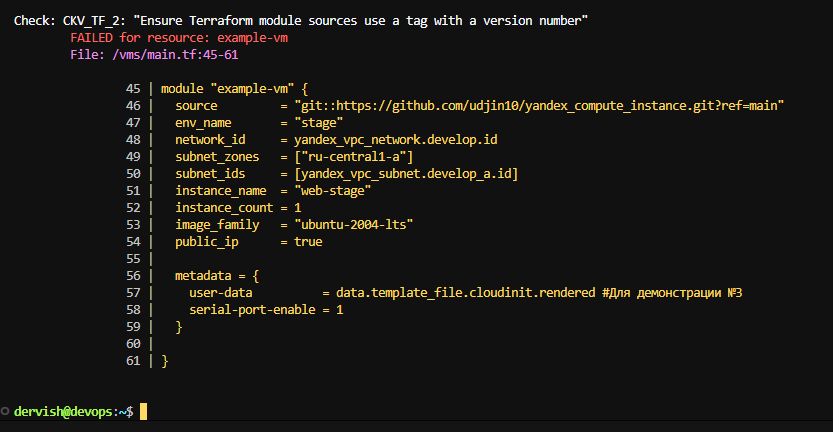 Check: CKV_TF_2: "Ensure Terraform module sources use a tag with a version number"
FAILED for resource: example-vm
File: /vms/main.tf:45-61
45 | module "example-vm" {
46 |   source         = "git::https://github.com/udjin10/yandex_compute_instance.git?ref=main"
47 |   env_name       = "stage"
48 |   network_id     = yandex_vpc_network.develop.id
49 |   subnet_zones   = ["ru-central1-a"]
50 |   subnet_ids     = [yandex_vpc_subnet.develop_a.id]
51 |   instance_name  = "web-stage"
52 |   instance_count = 1
53 |   image_family   = "ubuntu-2004-lts"
54 |   public_ip      = true
55 |
56 |   metadata = {
57 |     user-data          = data.template_file.cloudinit.rendered #Для демонстрации №3
58 |     serial-port-enable = 1
59 |   }
60 |
61 | }
dervish@devops:~$